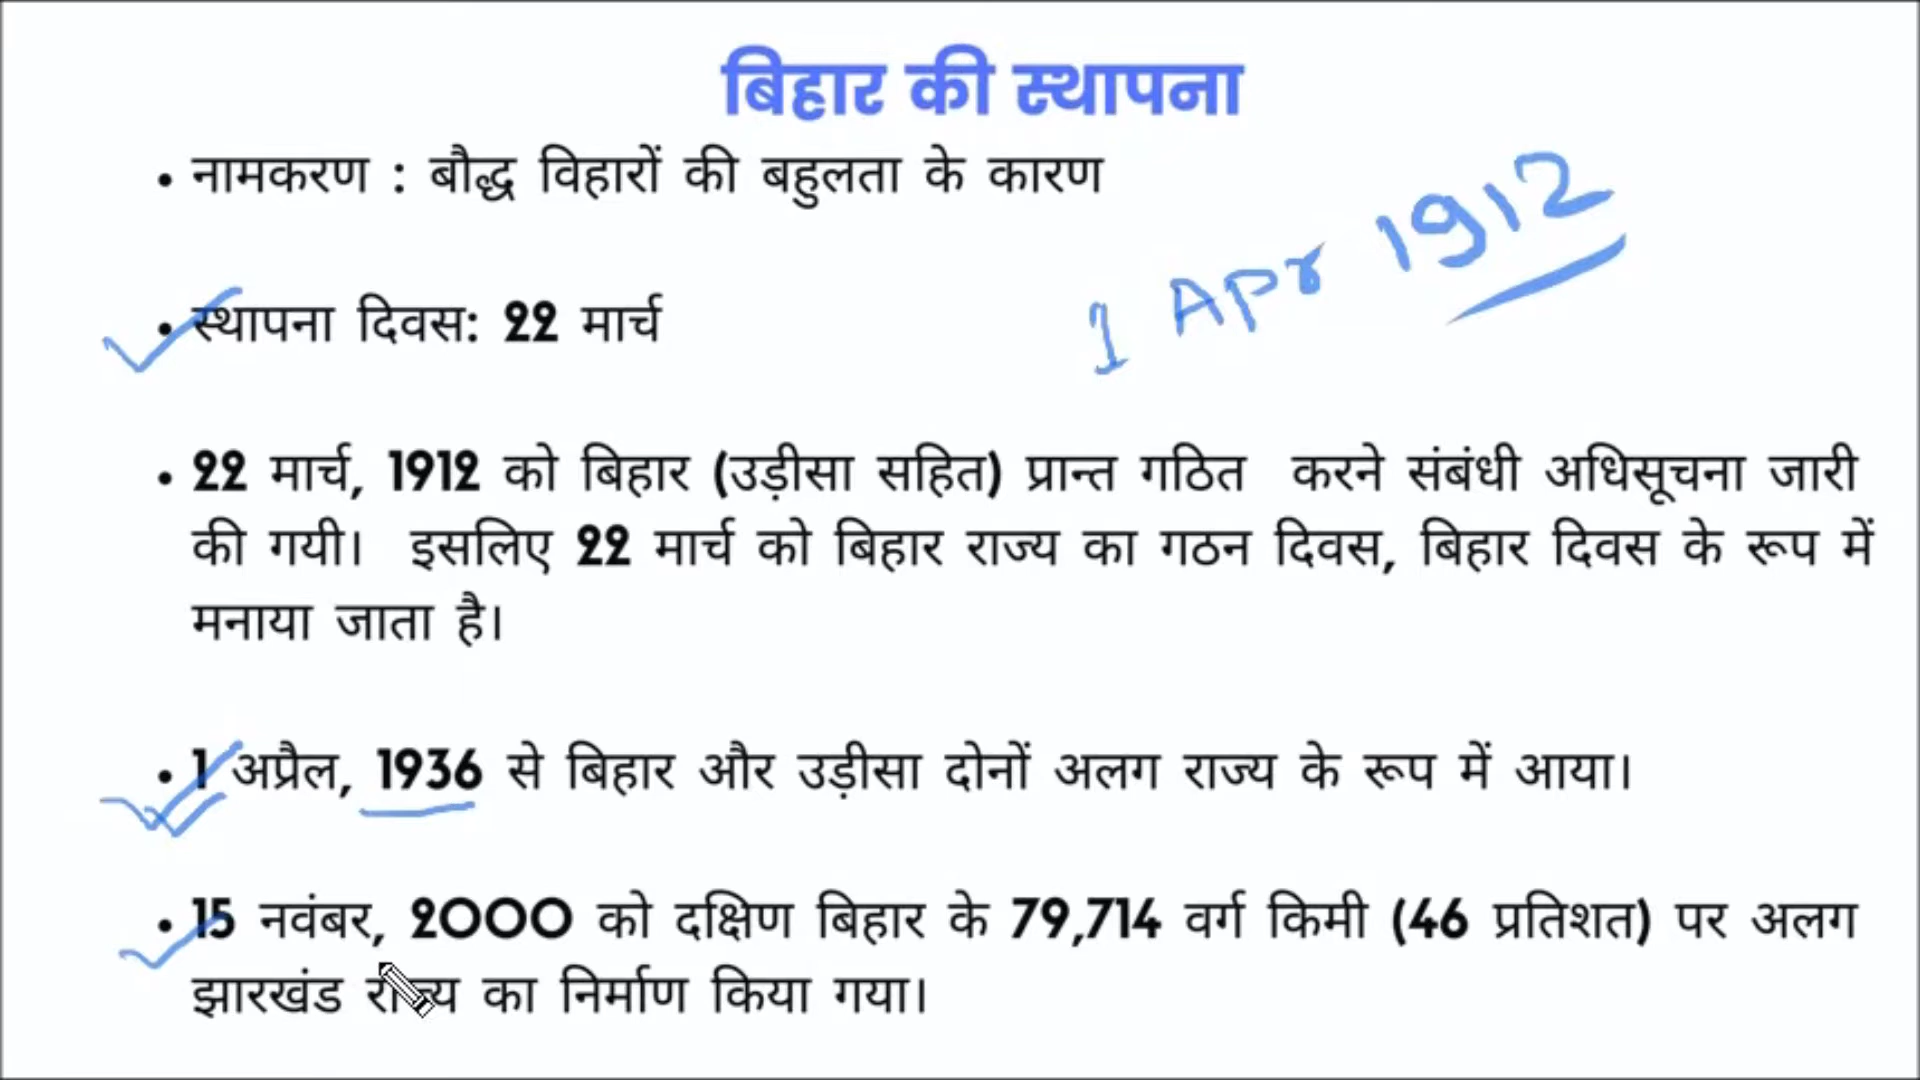 बिहार की स्थापना
• नामकरण : बौद्ध विहारों की बहुलता के कारण
1 Apr 1912
• स्थापना दिवस: 22 मार्च
• 22 मार्च, 1912 को बिहार (उड़ीसा सहित) प्रान्त गठित करने संबंधी अधिसूचना जारी
की गयी। इसलिए 22 मार्च को बिहार राज्य का गठन दिवस, बिहार दिवस के रूप में
मनाया जाता है।
• 1 अप्रैल, 1936 से बिहार और उड़ीसा दोनों अलग राज्य के रूप में आया।
• 15 नवंबर, 2000 को दक्षिण बिहार के 79,714 वर्ग किमी (46 प्रतिशत) पर अलग
झारखंड राज्य का निर्माण किया गया।